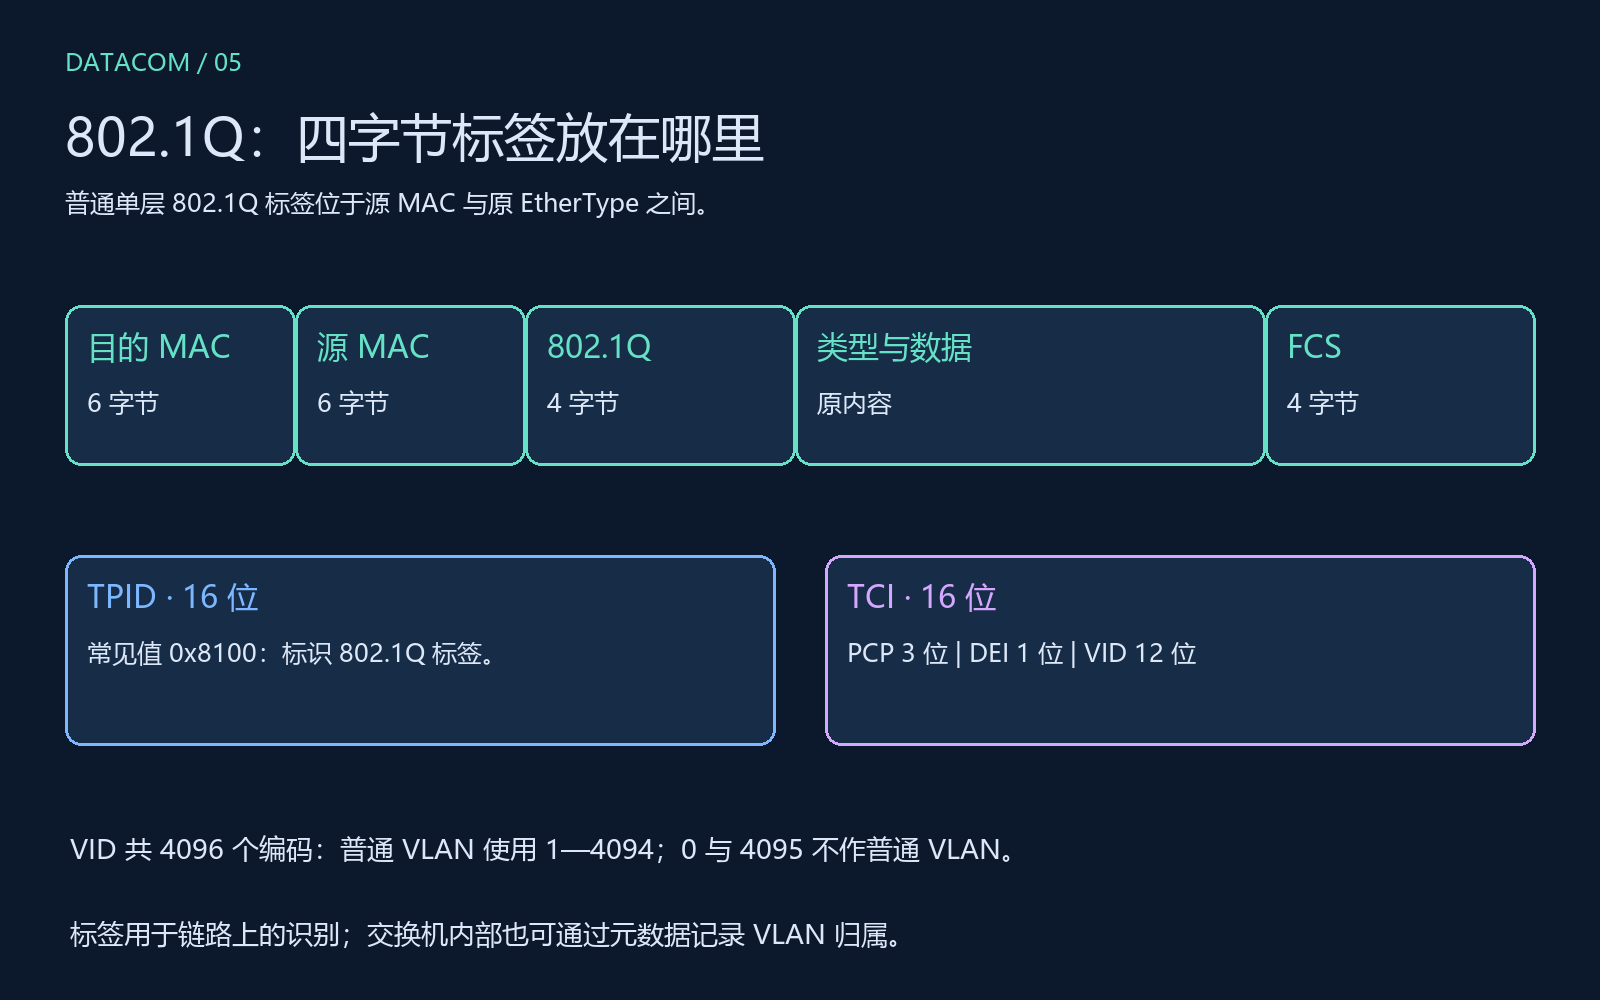 DATACOM / 05
802.1Q：四字节标签放在哪里
普通单层 802.1Q 标签位于源 MAC 与原 EtherType 之间。
目的 MAC
6 字节
源 MAC
6 字节
802.1Q
4 字节
类型与数据
原内容
FCS
4 字节
TPID · 16 位
常见值 0x8100：标识 802.1Q 标签。
TCI · 16 位
PCP 3 位 | DEI 1 位 | VID 12 位
VID 共 4096 个编码：普通 VLAN 使用 1—4094；0 与 4095 不作普通 VLAN。
标签用于链路上的识别；交换机内部也可通过元数据记录 VLAN 归属。